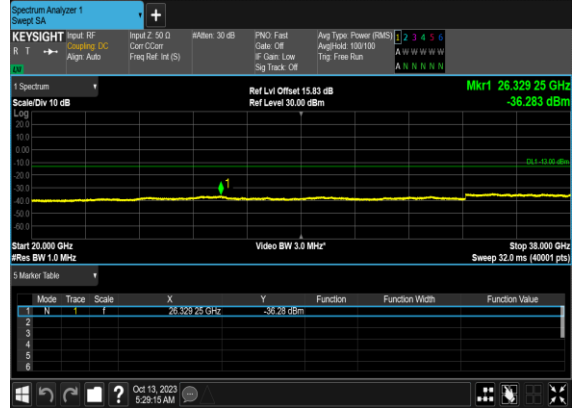 Spectrum Analyzer 1
Swept SA
+
KEYSIGHT Input: RF Input Z: 50 Ω #Atten: 30 dB PNO: Fast Avg Type: Power (RMS) 1 2 3 4 5 6
R T Coupling: DC Corr CCorr Gate: Off Avg|Hold: 100/100 A W W W W W
Align: Auto Freq Ref: Int (S) IF Gain: Low Trig: Free Run
Sig Track: Off A N N N N N
1 Spectrum Ref Lvl Offset 15.83 dB Mkr1 26.329 25 GHz
Scale/Div 10 dB Ref Level 30.00 dBm -36.283 dBm
Log
20.0
10.0
0.00
-10.0
DL1 -13.00 dBm
-20.0
1
-30.0
-40.0
-50.0
-60.0
Start 20.000 GHz Video BW 3.0 MHz* Stop 38.000 GHz
#Res BW 1.0 MHz Sweep 32.0 ms (40001 pts)
5 Marker Table
Mode Trace Scale X Y Function Function Width Function Value
1 N 1 f 26.329 25 GHz -36.28 dBm
2
3
4
5
6
? Oct 13, 2023
5:29:15 AM